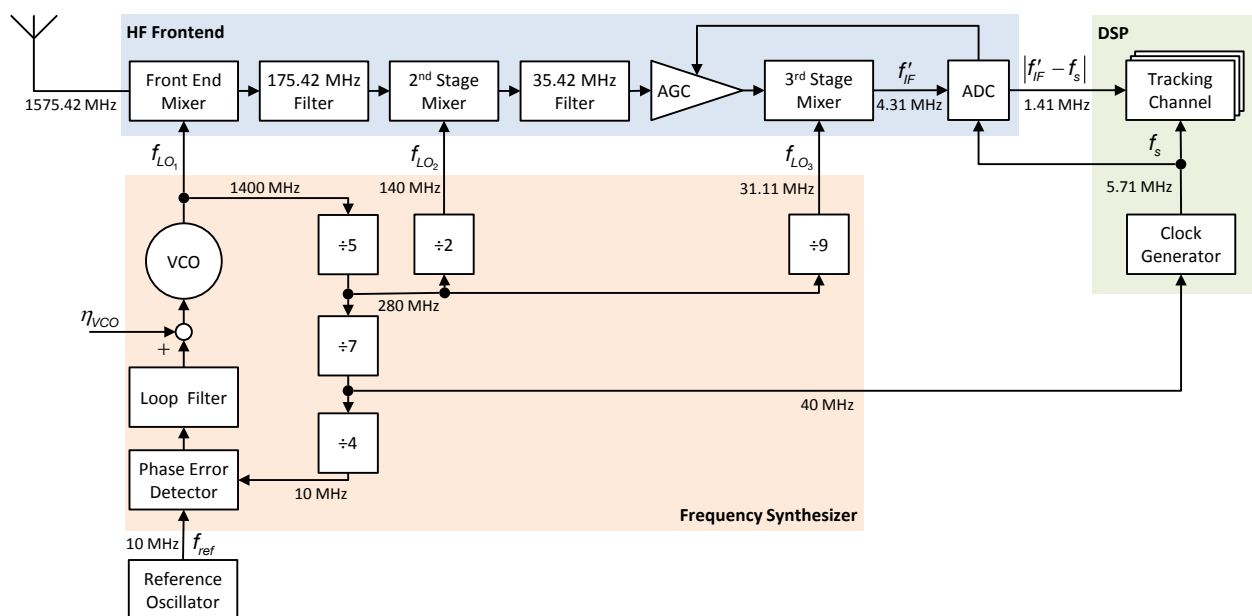 HF Frontend
DSP
1575.42 MHz
Front End
Mixer
175.42 MHz
Filter
2nd Stage
Mixer
35.42 MHz
Filter
AGC
3rd Stage
Mixer
f′IF
4.31 MHz
ADC
|f′IF − fs|
1.41 MHz
Tracking
Channel
fLO1
fLO2
fLO3
fs
1400 MHz
140 MHz
31.11 MHz
5.71 MHz
VCO
÷5
÷2
÷9
Clock
Generator
280 MHz
ηVCO
+
÷7
Loop Filter
40 MHz
÷4
Phase Error
Detector
10 MHz
Frequency Synthesizer
10 MHz
fref
Reference
Oscillator